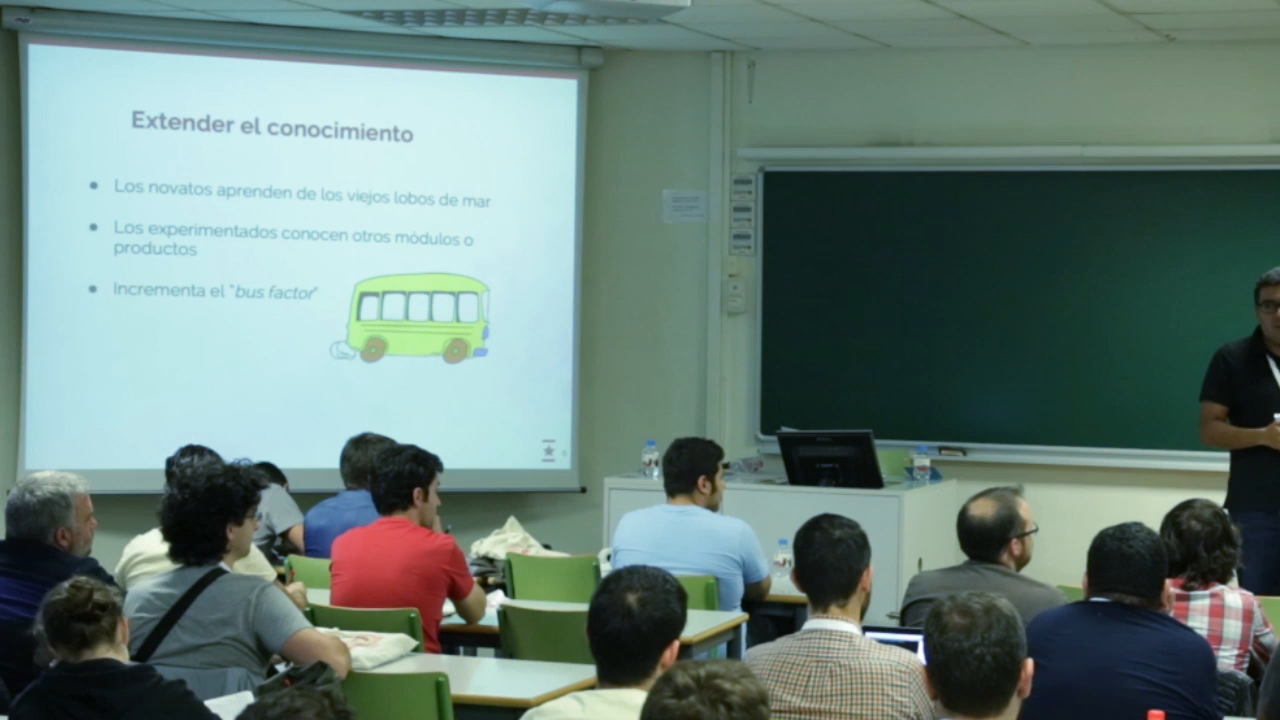 Extender el conocimiento
Los novatos aprenden de los viejos lobos de mar
Los experimentados conocen otros módulos o
productos
Incrementa el "bus factor"